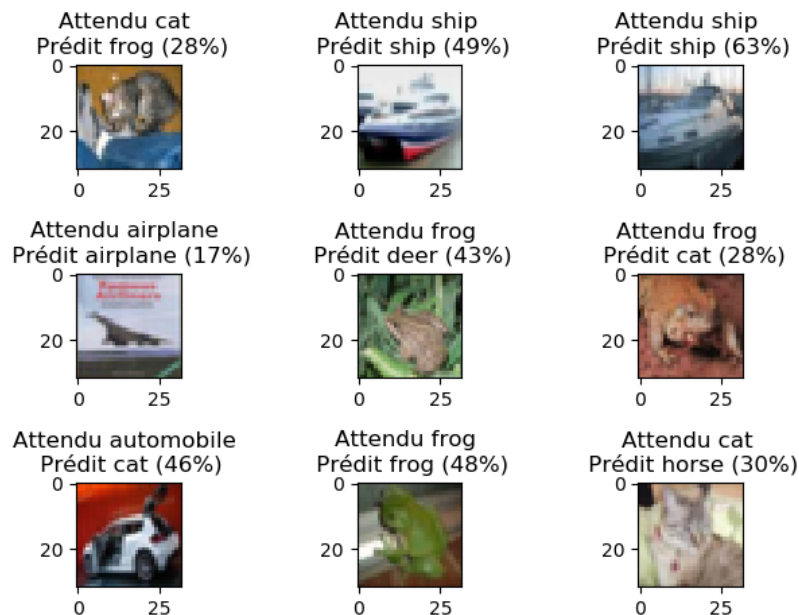 Attendu cat
Prédit frog (28%)
Attendu ship
Prédit ship (49%)
Attendu ship
Prédit ship (63%)
0
20
0 25
0
20
0 25
0
20
0 25
Attendu airplane
Prédit airplane (17%)
Attendu frog
Prédit deer (43%)
Attendu frog
Prédit cat (28%)
0
20
0 25
0
20
0 25
0
20
0 25
Attendu automobile
Prédit cat (46%)
Attendu frog
Prédit frog (48%)
Attendu cat
Prédit horse (30%)
0
20
0 25
0
20
0 25
0
20
0 25